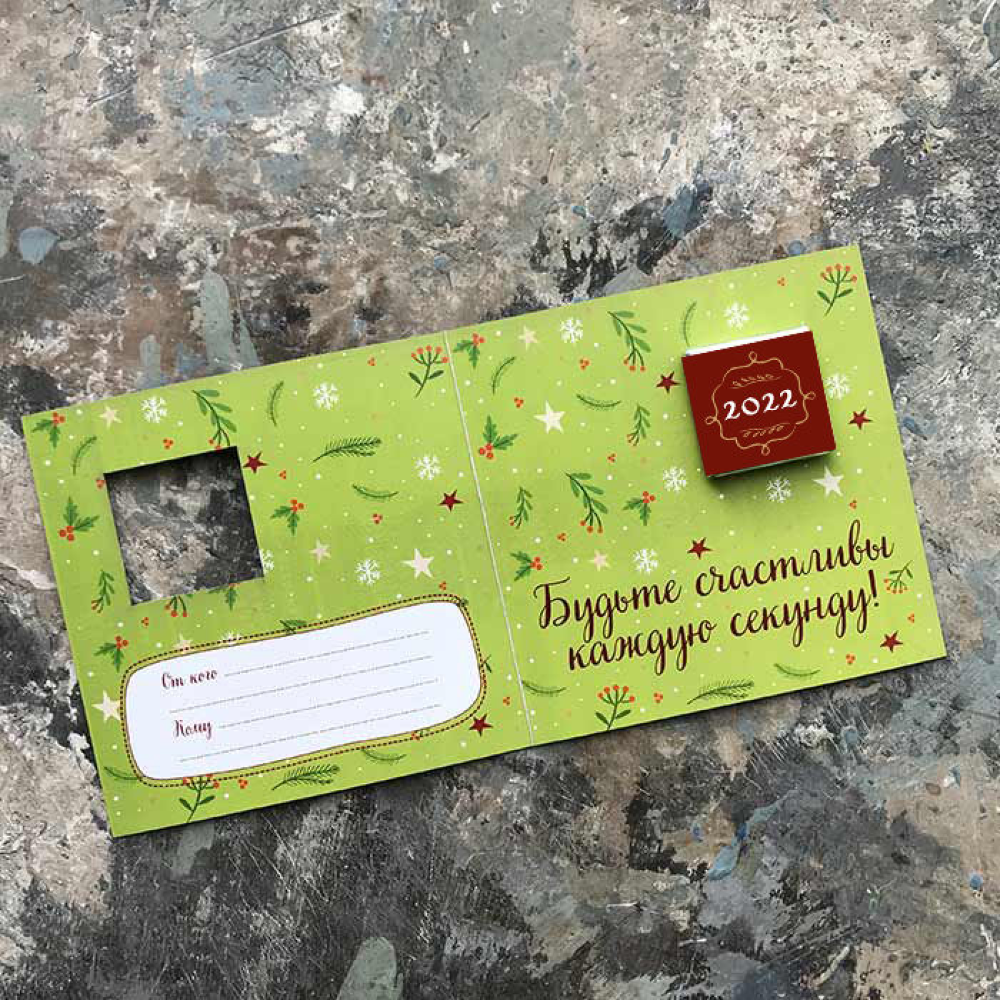 2022
Будьте счастливы
каждую секунду!
От кого
Кому